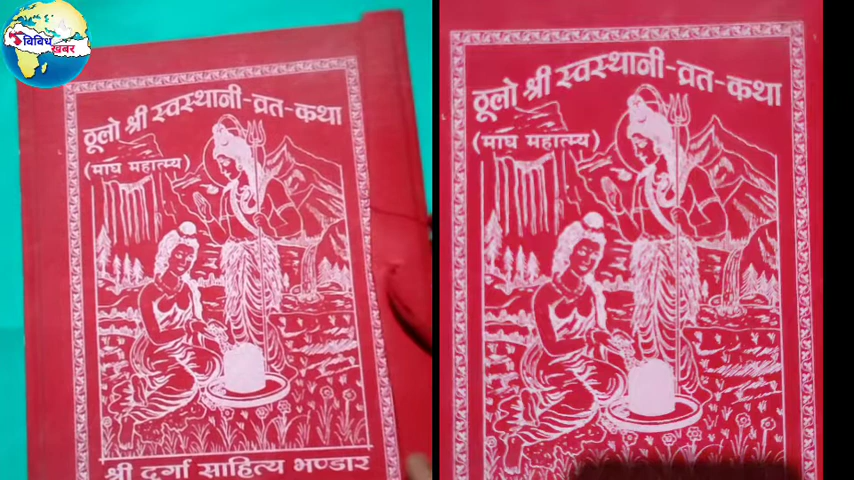 विबिध
खबर
ठूलो श्री स्वस्थानी-व्रत-कथा
(माघ महात्म्य)
श्री दुर्गा साहित्य भण्डार
ठूलो श्री स्वस्थानी-व्रत-कथा
(माघ महात्म्य)